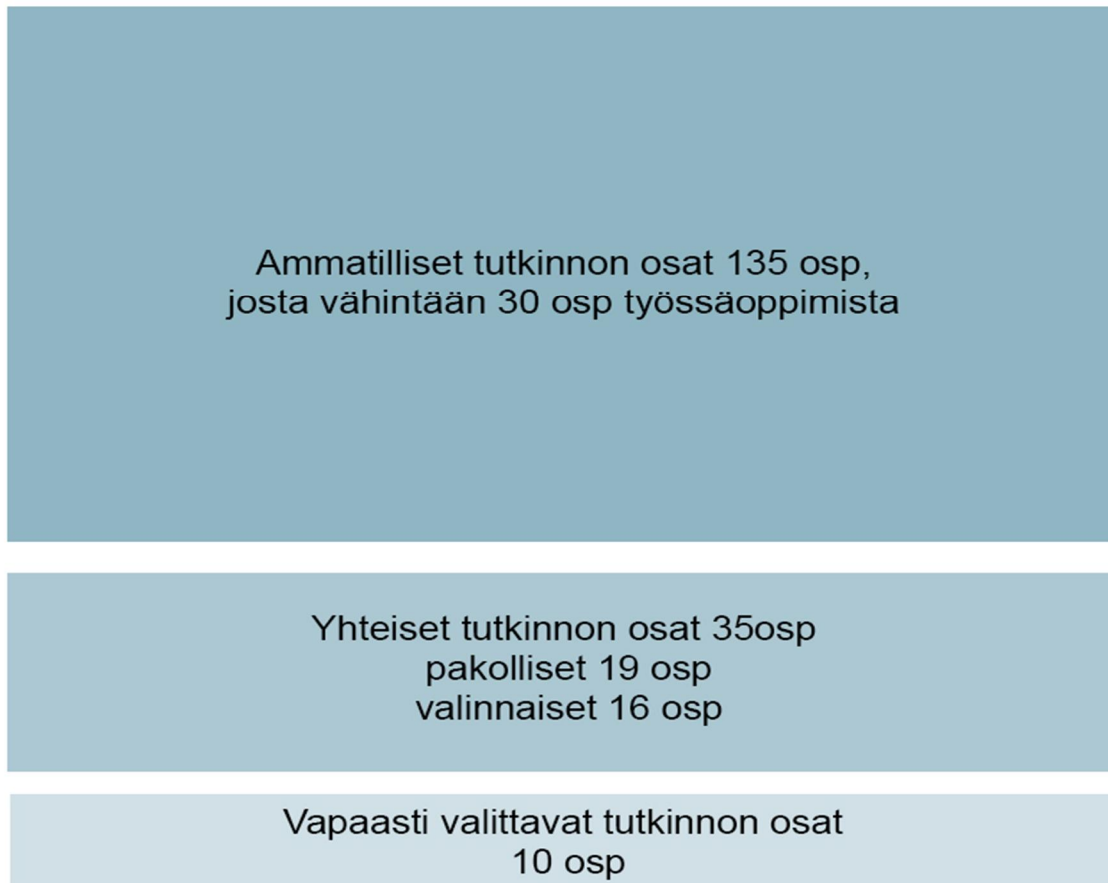 Ammatilliset tutkinnon osat 135 osp,
josta vähintään 30 osp työssäoppimista
Yhteiset tutkinnon osat 35osp
pakolliset 19 osp
valinnaiset 16 osp
Vapaasti valittavat tutkinnon osat
10 osp